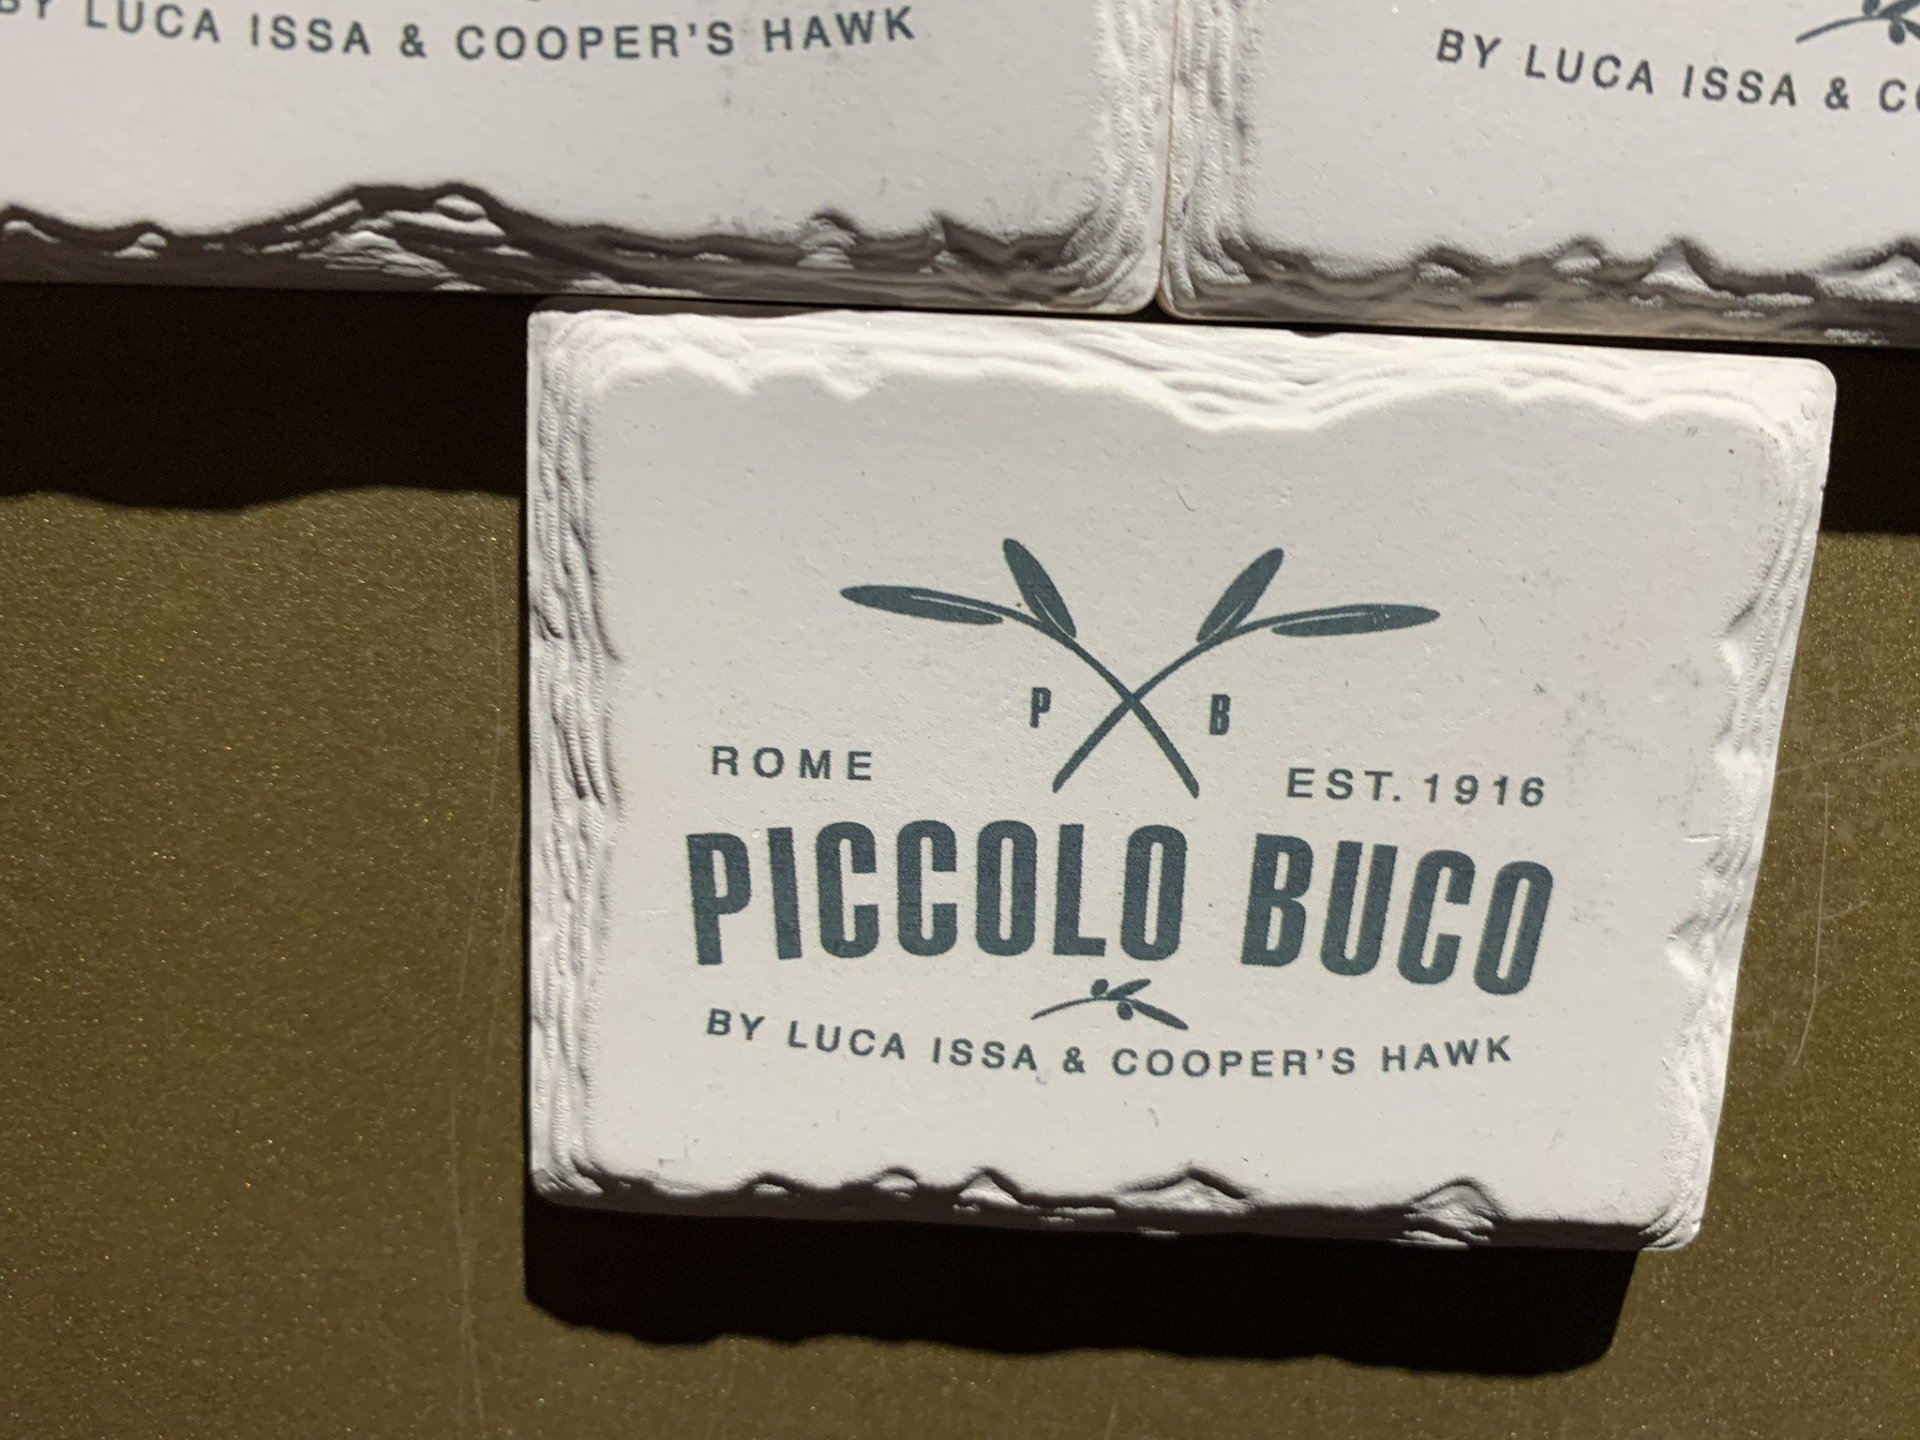 BY LUCA ISSA & COOPER'S HAWK
BY LUCA ISSA &
P B
ROME EST. 1916
PICCOLO BUCO
BY LUCA ISSA & COOPER'S HAWK